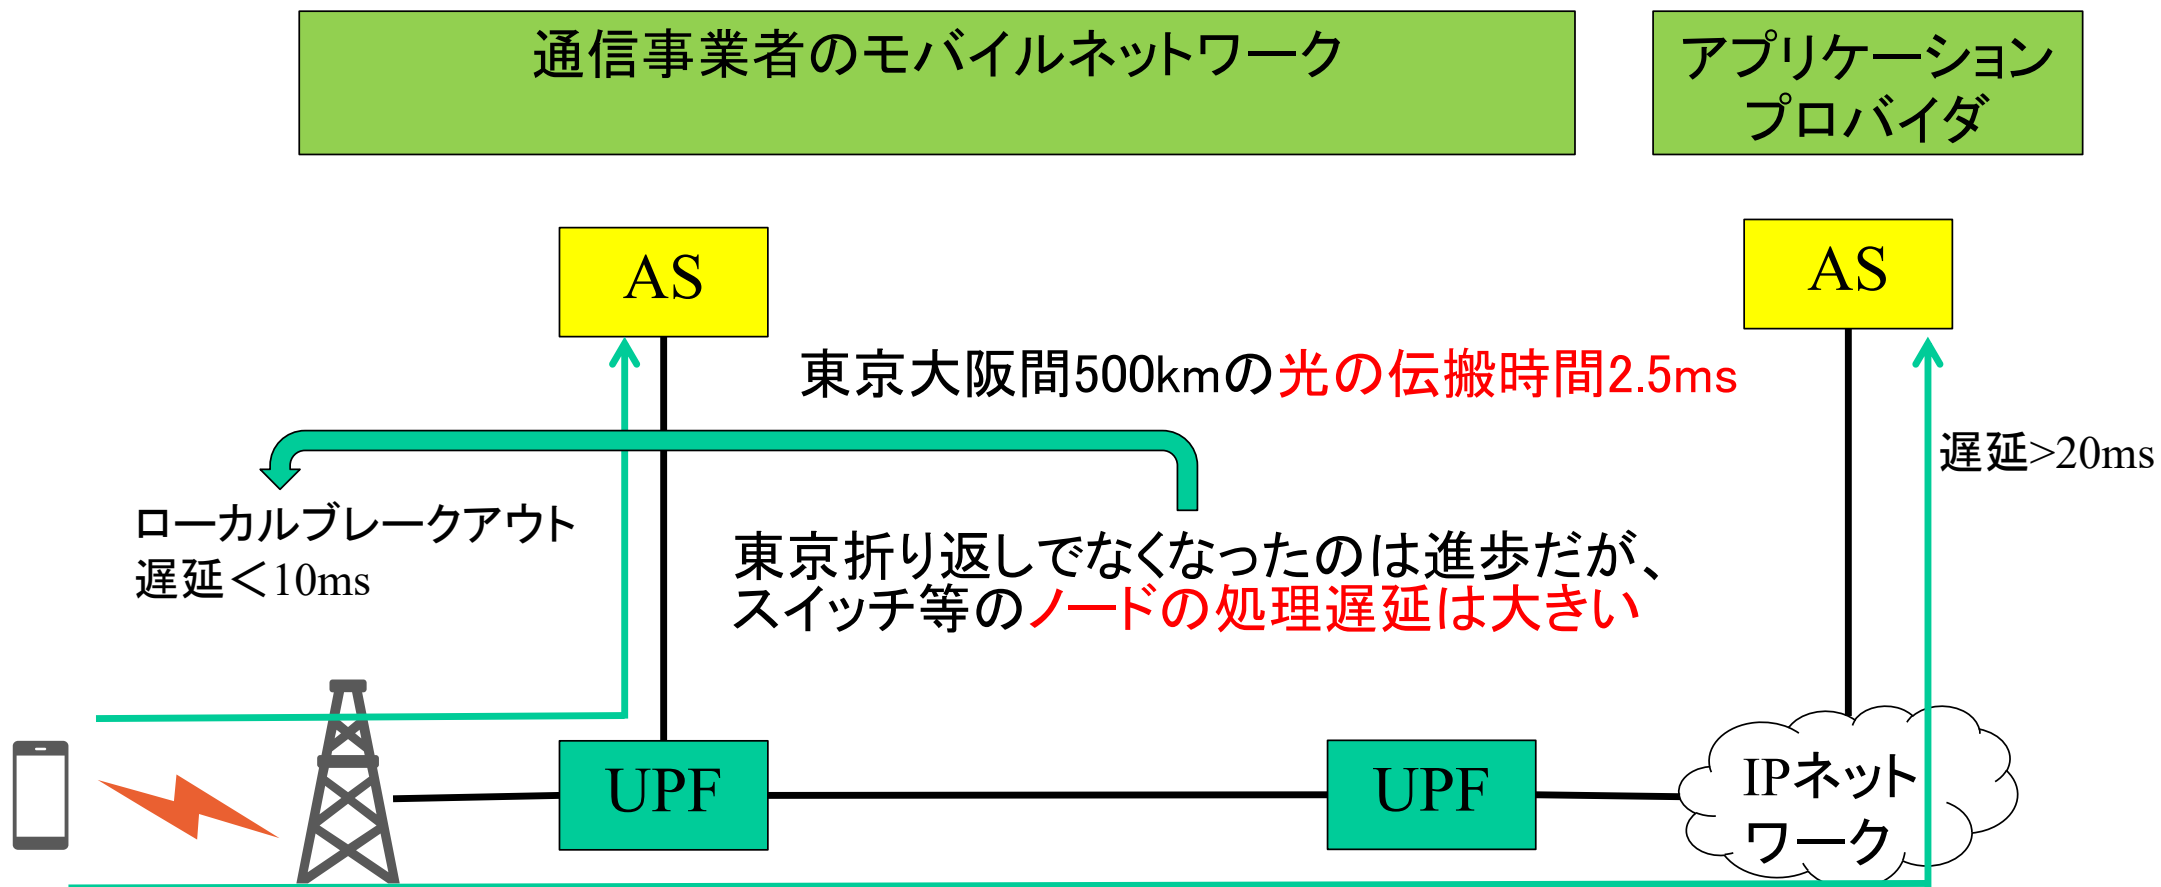 通信事業者のモバイルネットワーク
アプリケーション
プロバイダ
AS
AS
東京大阪間500kmの光の伝搬時間2.5ms
遅延>20ms
ローカルブレークアウト
遅延＜10ms
東京折り返しでなくなったのは進歩だが、
スイッチ等のノードの処理遅延は大きい
UPF
UPF
IPネット
ワーク